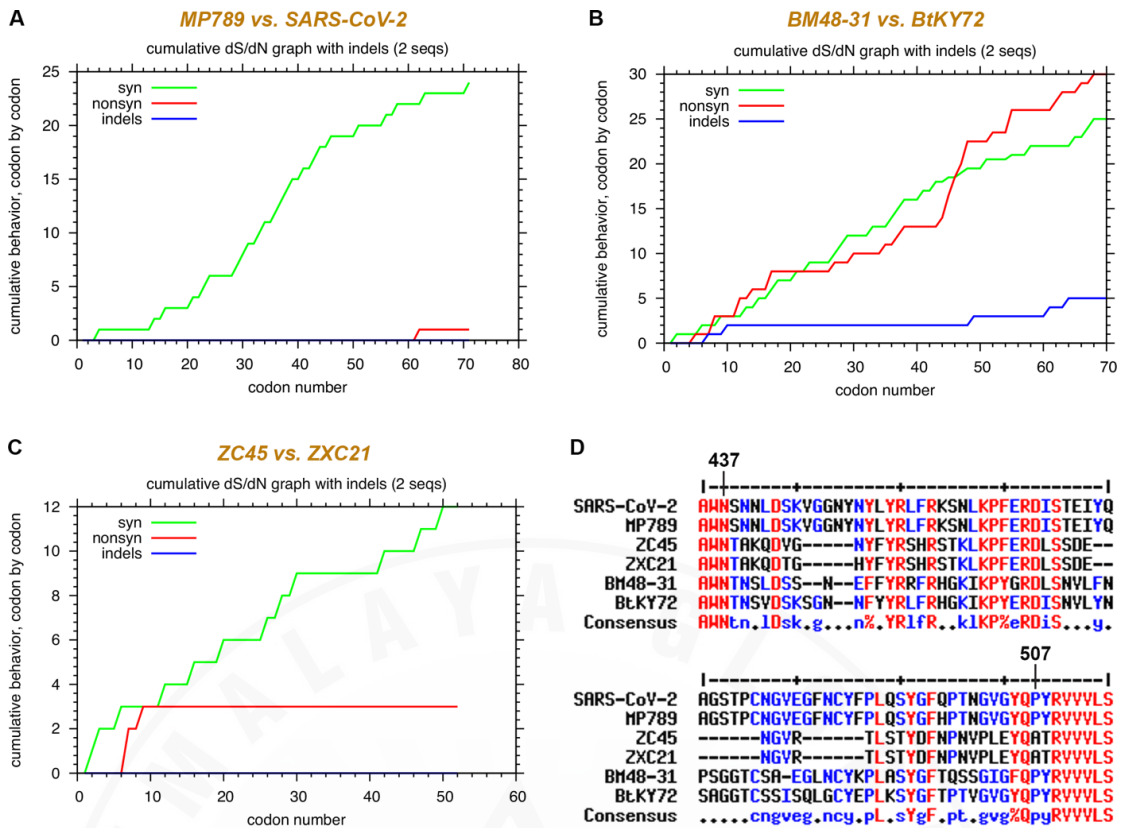 A
MP789 vs. SARS-CoV-2
cumulative dS/dN graph with indels (2 seqs)
cumulative behavior, codon by codon
25
20
15
10
5
0
syn
nonsyn
indels
0 10 20 30 40 50 60 70 80
codon number
B
BM48-31 vs. BtKY72
cumulative dS/dN graph with indels (2 seqs)
cumulative behavior, codon by codon
30
25
20
15
10
5
0
syn
nonsyn
indels
0 10 20 30 40 50 60 70
codon number
C
ZC45 vs. ZXC21
cumulative dS/dN graph with indels (2 seqs)
cumulative behavior, codon by codon
12
10
8
6
4
2
0
syn
nonsyn
indels
0 10 20 30 40 50 60
codon number
MALAYA
D
437
|--------+---------+---------+---------|
SARS-CoV-2 AWNSNNLDSKVGGNYNYLYRLFRKSNLKPFERDISTEIYQ
MP789 AWNSNNLDSKVGGNYNYLYRLFRKSNLKPFERDISTEIYQ
ZC45 AWNTAKQDVG-----NYFYRSHRSTKLKPFERDLSSDE--
ZXC21 AWNTAKQDTG-----HYFYRSHRSTKLKPFERDLSSDE--
BM48-31 AWNTNSLDSS--N--EFFYRRFRHGKIKPYGRDLSNVLFN
BtKY72 AWNTNSVDSKSGN--NFYYRLFRHGKIKPYERDISNVLYN
Consensus AWNtn.lDsk.g...n%.YRlfR..klKP%eRDiS...y.
507
|--------+---------+---------+---------|
SARS-CoV-2 AGSTPCNGVEGFNCYFPLQSYGFQPTNGVGYQPYRVVVLS
MP789 AGSTPCNGVEGFNCYFPLQSYGFHPTNGVGYQPYRVVVLS
ZC45 ------NGVR------TLSTYDFNPNVPLEYQATRVVVLS
ZXC21 ------NGVR------TLSTYDFNPNVPLEYQATRVVVLS
BM48-31 PSGGTCSA-EGLNCYKPLASYGFTQSSGIGFQPYRVVVLS
BtKY72 SAGGTCSSISQLGCYEPLKSYGFTPTVGVGYQPYRVVVLS
Consensus .....cngveg.ncy.pL.sYgF.pt.gvg%QpyRVVVLS